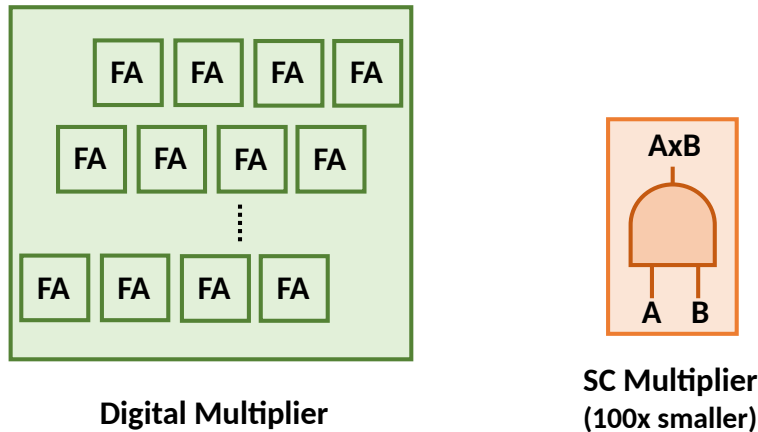 FA FA FA FA
FA FA FA FA
FA FA FA FA
Digital Multiplier
AxB
A B
SC Multiplier
(100x smaller)